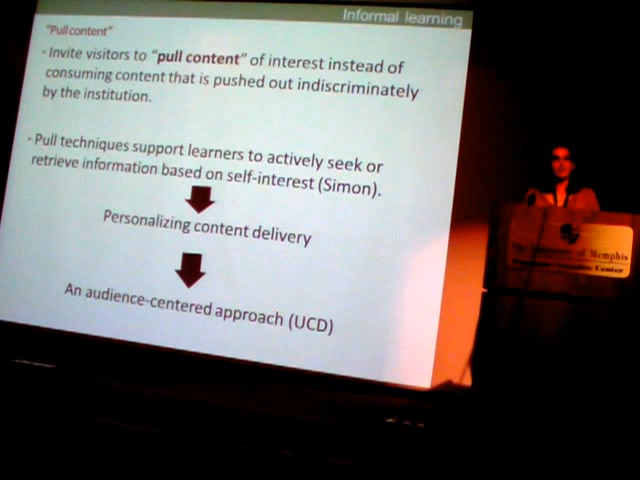 Informal learning
"Pull content"
- Invite visitors to "pull content" of interest instead of
consuming content that is pushed out indiscriminately
by the institution.
- Pull techniques support learners to actively seek or
retrieve information based on self-interest (Simon).
Personalizing content delivery
An audience-centered approach (UCD)
of Memphis
Center